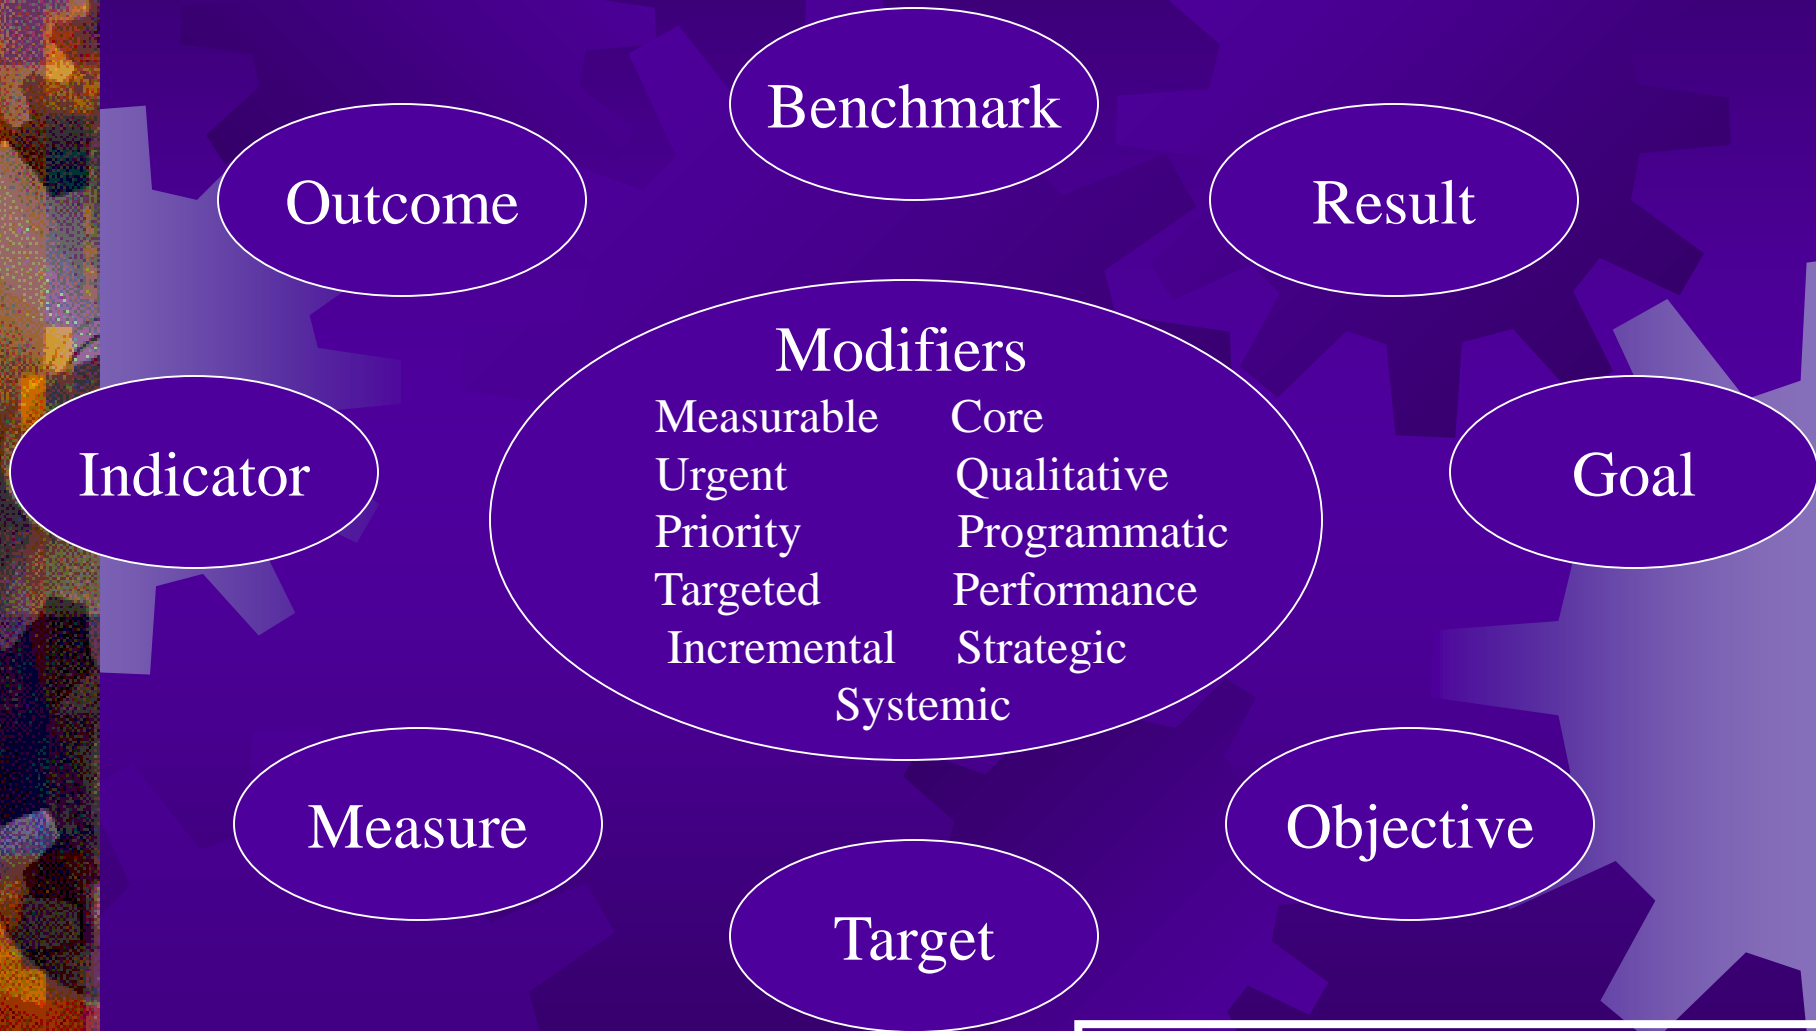 Benchmark
Outcome
Result
Modifiers
Measurable Core
Urgent Qualitative
Priority Programmatic
Targeted Performance
Incremental Strategic
Systemic
Indicator
Goal
Measure
Objective
Target